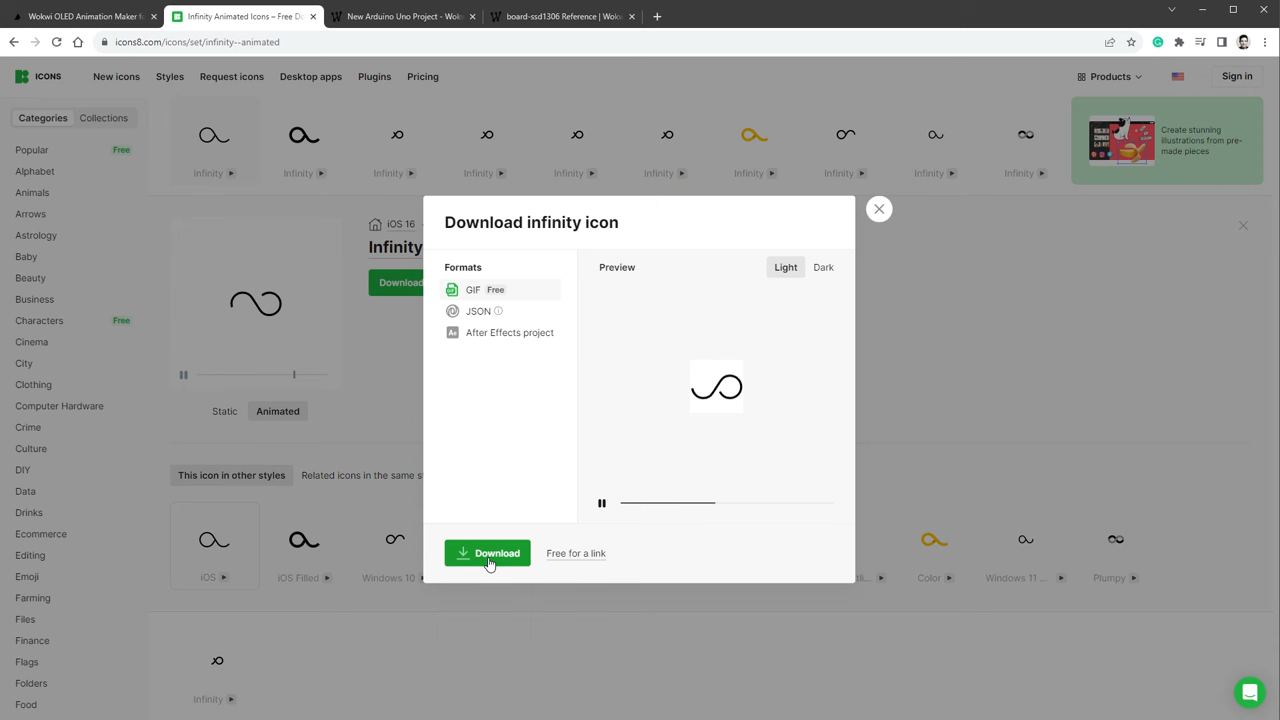 Wokwi OLED Animation Maker fo
Infinity Animated Icons – Free Do
New Arduino Uno Project - Wokw
board-ssd1306 Reference | Wokw
icons8.com/icons/set/infinity--animated
ICONS
New icons
Styles
Request icons
Desktop apps
Plugins
Pricing
Products
Sign in
Categories
Collections
Popular
Free
Alphabet
Animals
Arrows
Astrology
Baby
Beauty
Business
Characters
Free
Cinema
City
Clothing
Computer Hardware
Crime
Culture
DIY
Data
Drinks
Ecommerce
Editing
Emoji
Farming
Files
Finance
Flags
Folders
Food
Infinity
Infinity
Infinity
Infinity
Infinity
Infinity
Infinity
Infinity
Infinity
Infinity
Create stunning
illustrations from pre-
made pieces
iOS 16
Infinity
Download
Static
Animated
This icon in other styles
Related icons in the same st
iOS
iOS Filled
Windows 10
Color
Windows 11 ...
Plumpy
Infinity
Download infinity icon
Formats
GIF Free
JSON
Ae After Effects project
Preview
Light
Dark
Download
Free for a link